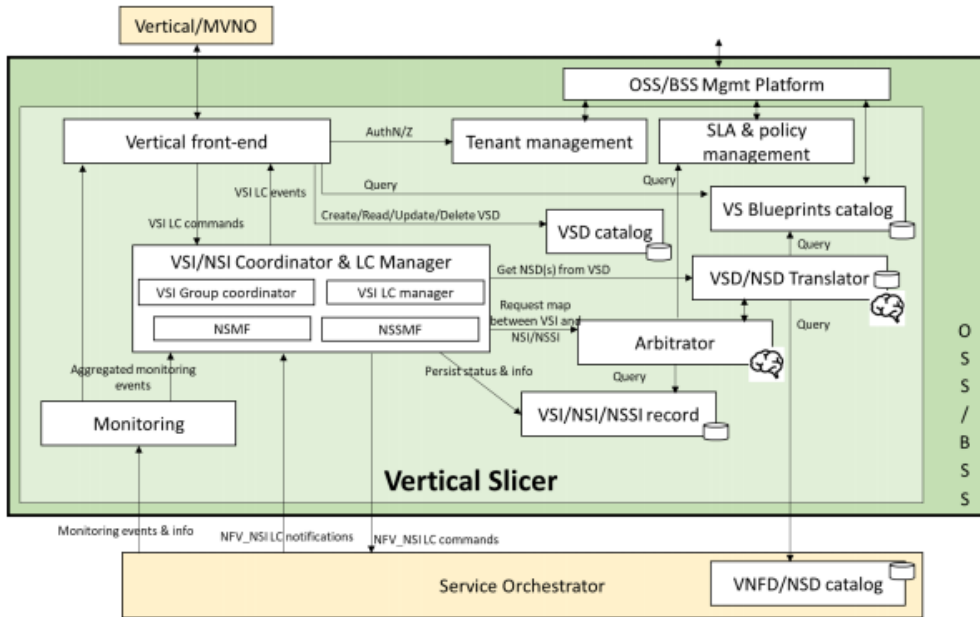 Vertical/MVNO
OSS/BSS Mgmt Platform
Vertical front-end
AuthN/Z
Tenant management
SLA & policy
management
Query
Query
VSI LC events
VSI LC commands
Create/Read/Update/Delete VSD
VSD catalog
VS Blueprints catalog
Query
VSI/NSI Coordinator & LC Manager
Get NSD(s) from VSD
VSD/NSD Translator
VSI Group coordinator
VSI LC manager
NSMF
NSSMF
Request map
between VSI and
NSI/NSSI
Arbitrator
Query
Aggregated monitoring
events
Persist status & info
Query
VSI/NSI/NSSI record
Monitoring
Vertical Slicer
O
S
S
/
B
S
S
Monitoring events & info
NFV_NSI LC notifications
NFV_NSI LC commands
Service Orchestrator
VNFD/NSD catalog